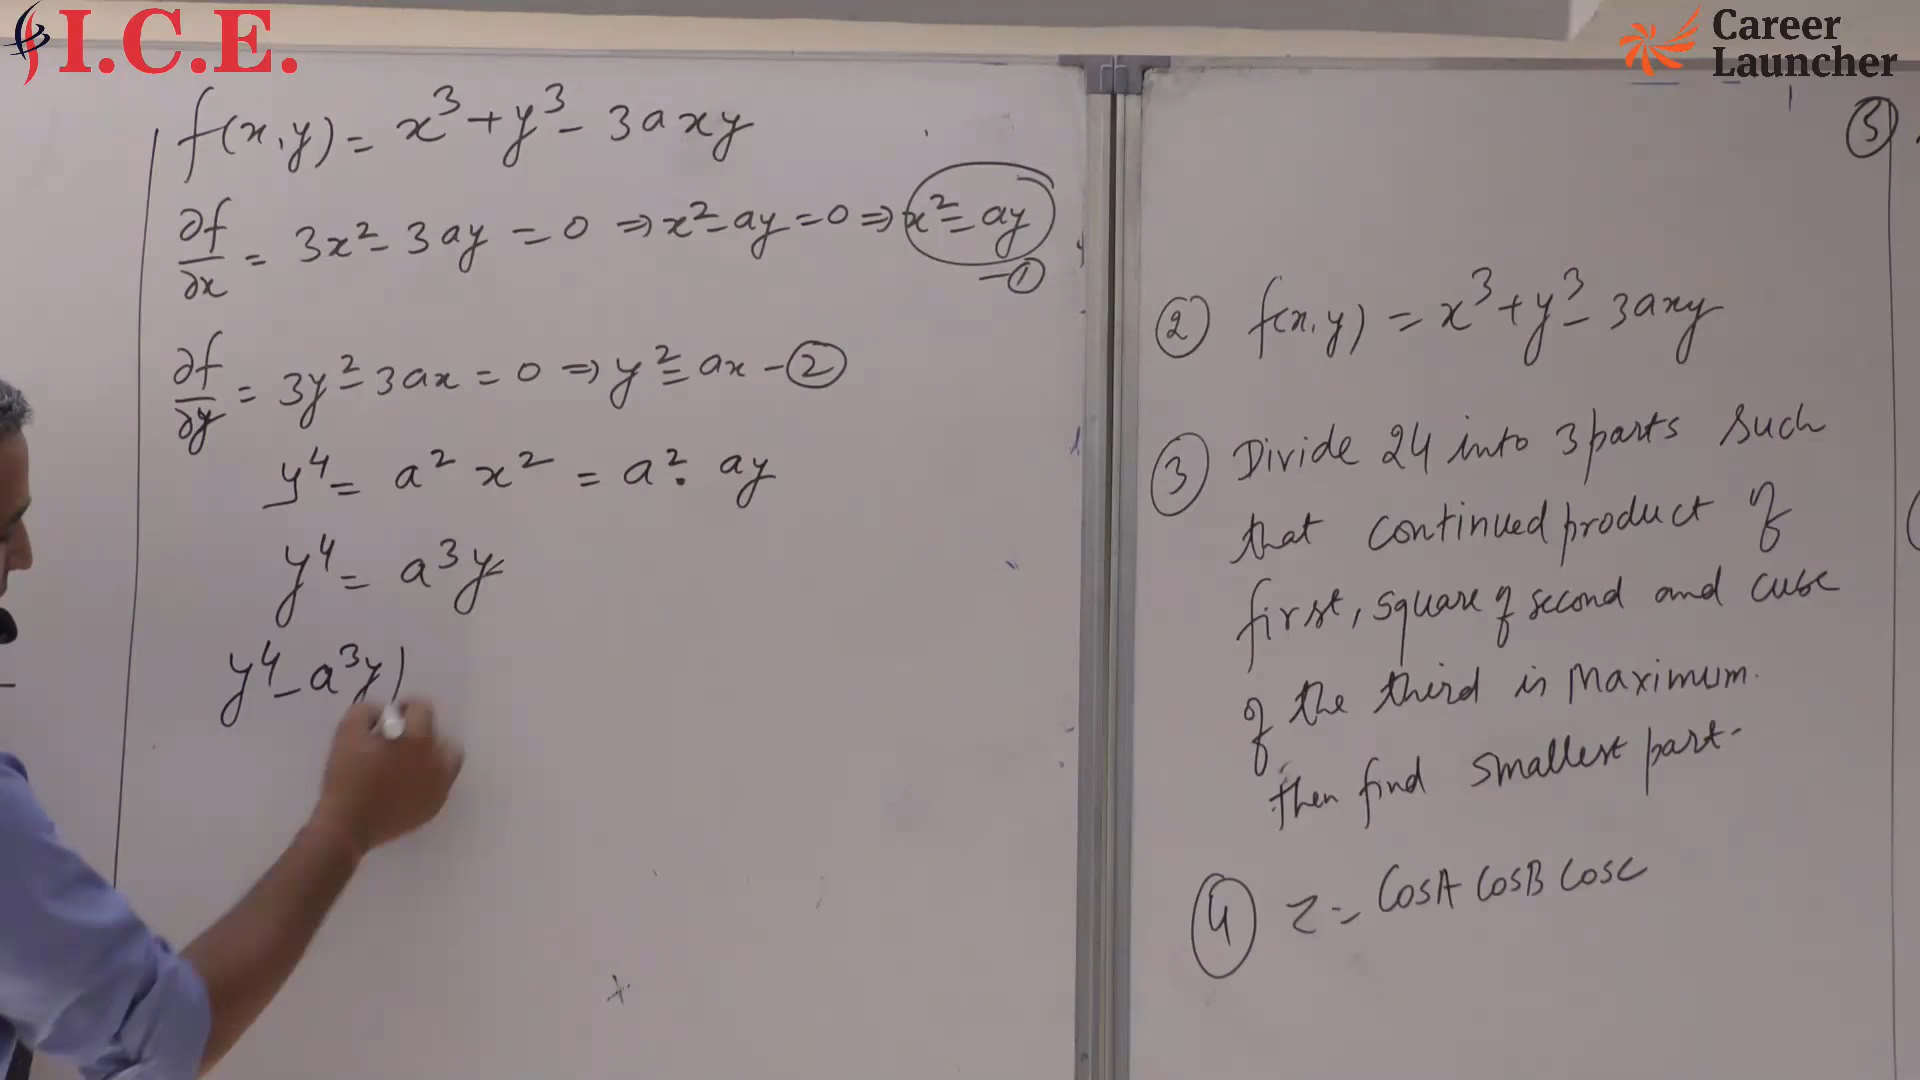 I.C.E.
Career
Launcher
f(x,y) = x³ + y³ - 3axy
∂f/∂x = 3x² - 3ay = 0 ⇒ x² - ay = 0 ⇒ x² = ay
- ①
∂f/∂y = 3y² - 3ax = 0 ⇒ y² = ax - ②
y⁴ = a² x² = a² . ay
y⁴ = a³y
y⁴ - a³y
③
② f(x,y) = x³ + y³ - 3axy
③ Divide 24 into 3 parts such
that continued product of
first, square of second and cube
of the third is maximum.
then find smallest part.
④ z = CosA CosB CosC